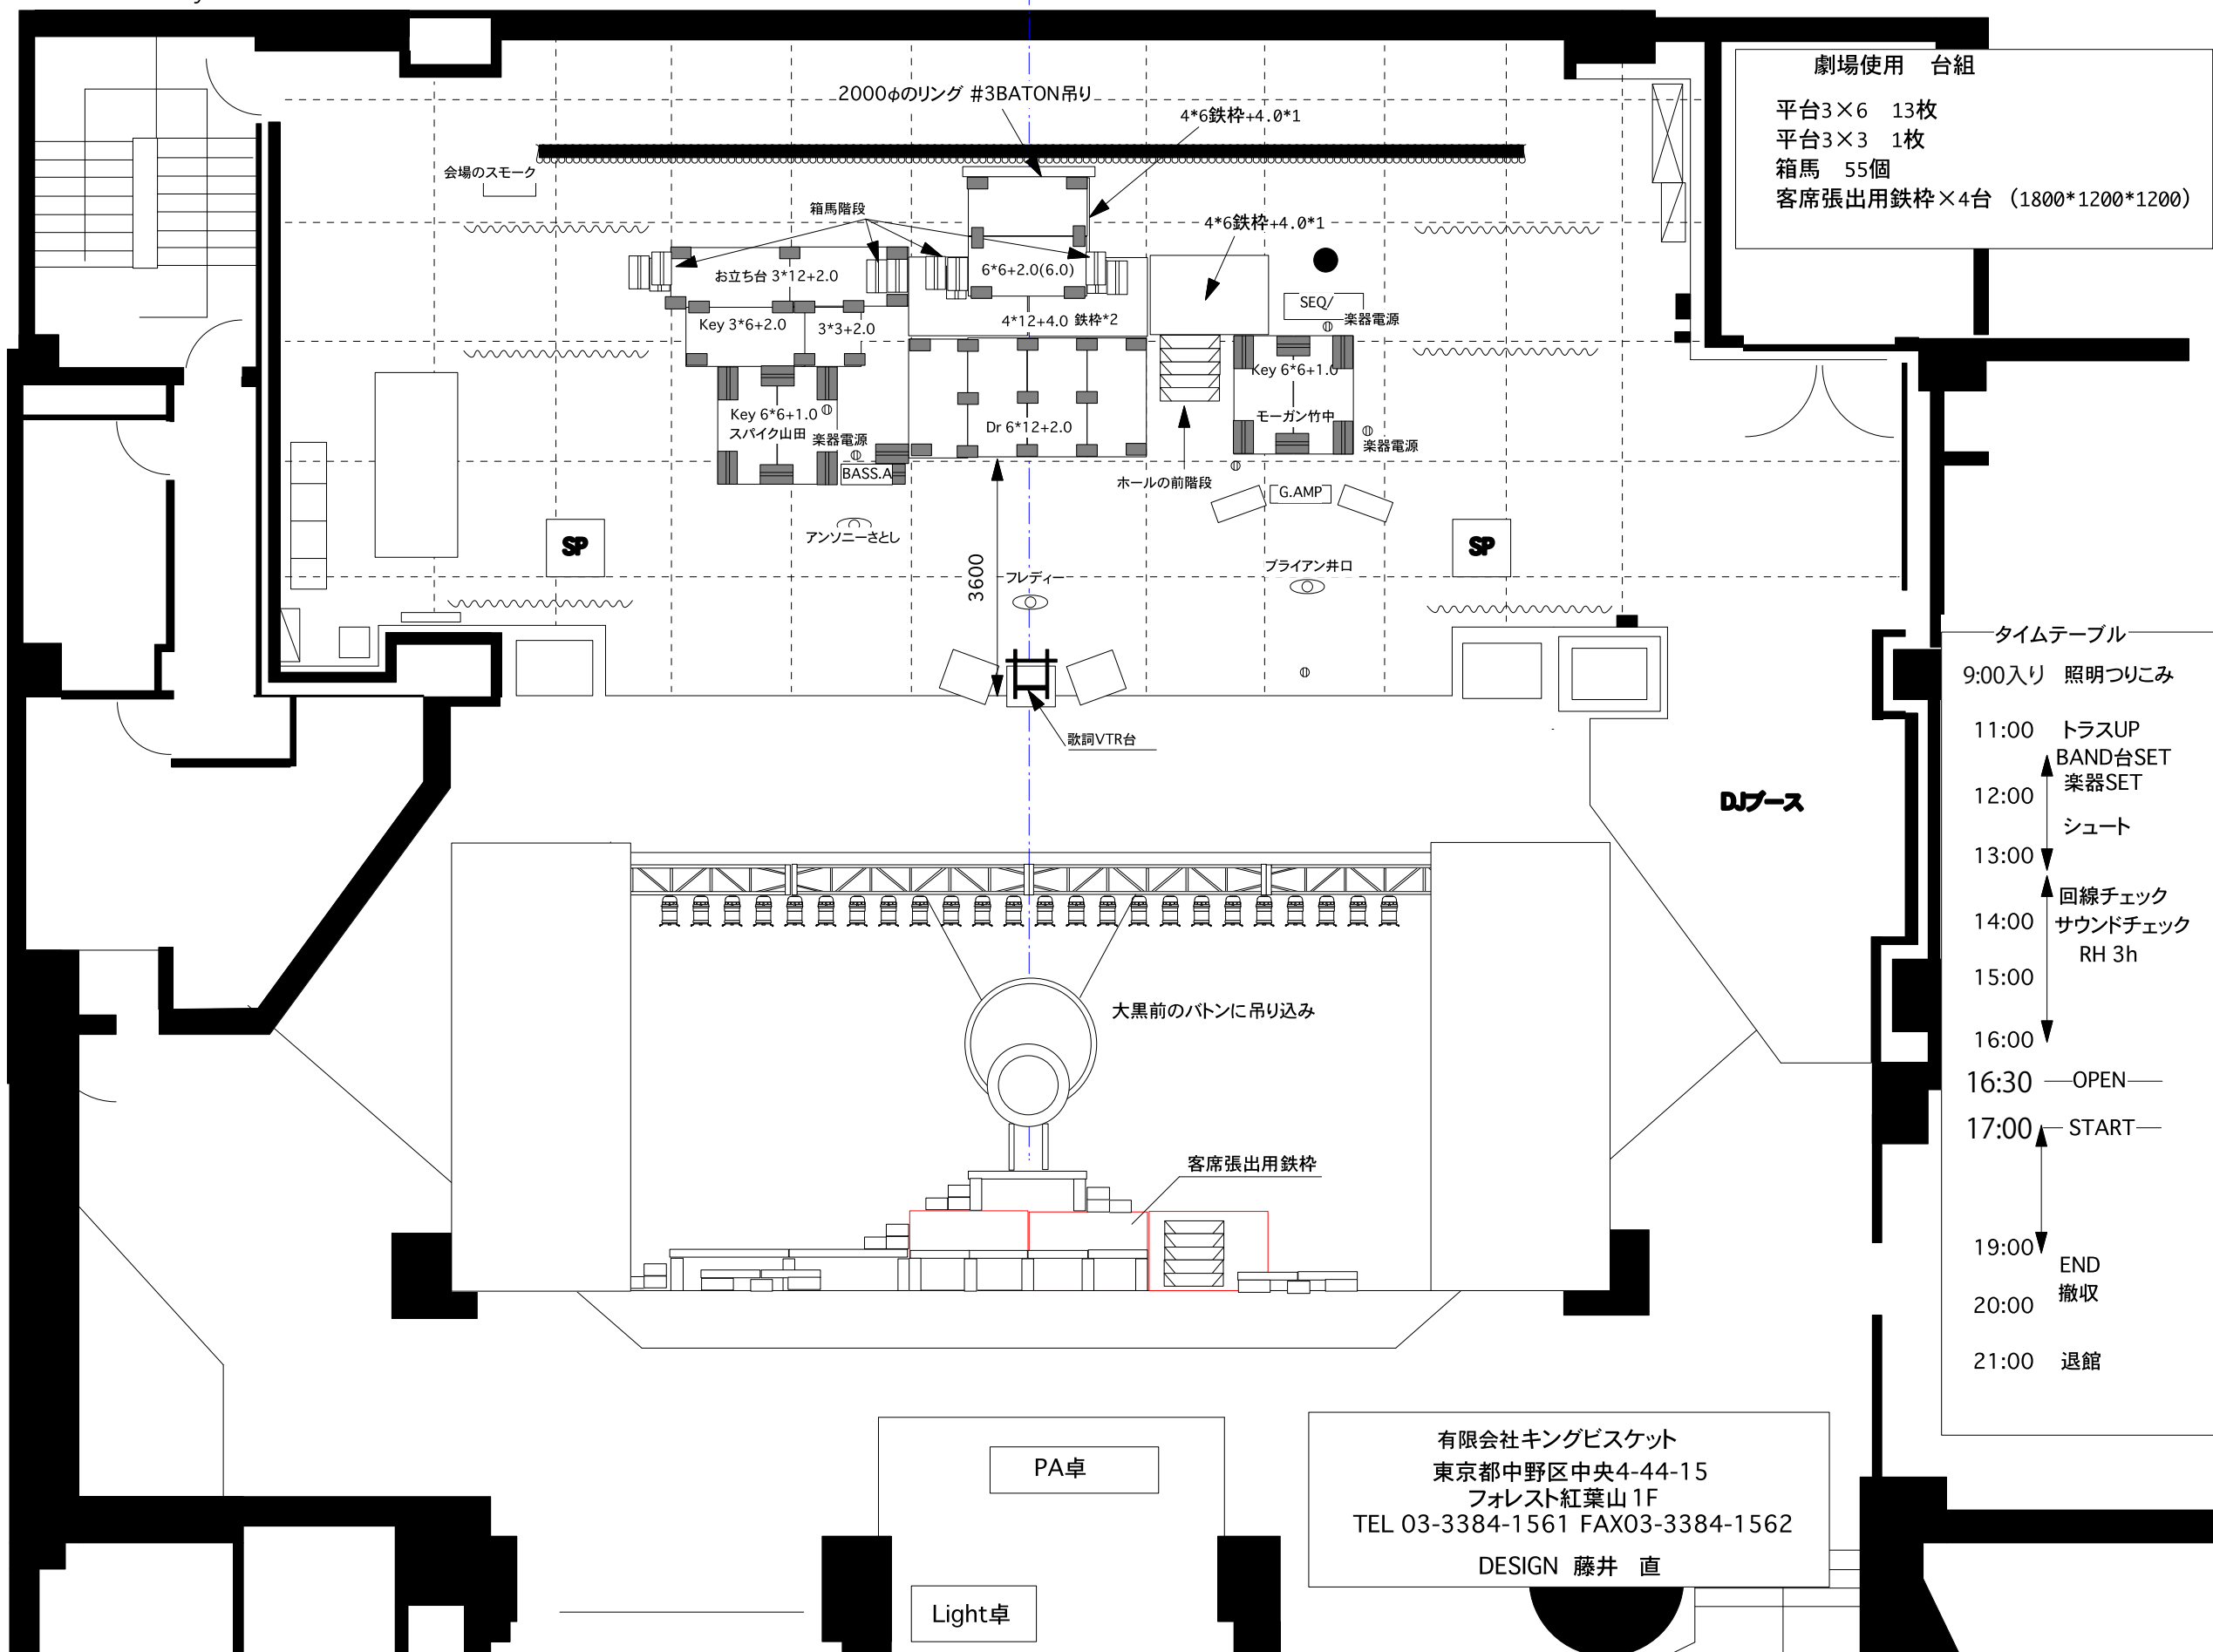 劇場使用　台組
平台3×6　13枚
平台3×3　1枚
箱馬　55個
客席張出用鉄枠×4台　（1800*1200*1200）
2000φのリング #3BATON吊り
4*6鉄枠+4.0*1
会場のスモーク
箱馬階段
4*6鉄枠+4.0*1
お立ち台 3*12+2.0
6*6+2.0(6.0)
SEQ/
楽器電源
Key 3*6+2.0
3*3+2.0
4*12+4.0 鉄枠*2
Key 6*6+1.0
モーガン竹中
Key 6*6+1.0
スパイク山田
楽器電源
Dr 6*12+2.0
楽器電源
BASS.A
ホールの前階段
G.AMP
アンソニーさとし
SP
SP
3600
フレディー
ブライアン井口
歌詞VTR台
DJブース
タイムテーブル
9:00入り　照明つりこみ
11:00　トラスUP
BAND台SET
楽器SET
12:00
シュート
13:00
回線チェック
14:00
サウンドチェック
RH 3h
15:00
16:00
16:30　OPEN
17:00　START
19:00
END
撤収
20:00
21:00　退館
大黒前のバトンに吊り込み
客席張出用鉄枠
PA卓
Light卓
有限会社キングビスケット
東京都中野区中央4-44-15
フォレスト紅葉山1F
TEL 03-3384-1561 FAX03-3384-1562
DESIGN 藤井　直